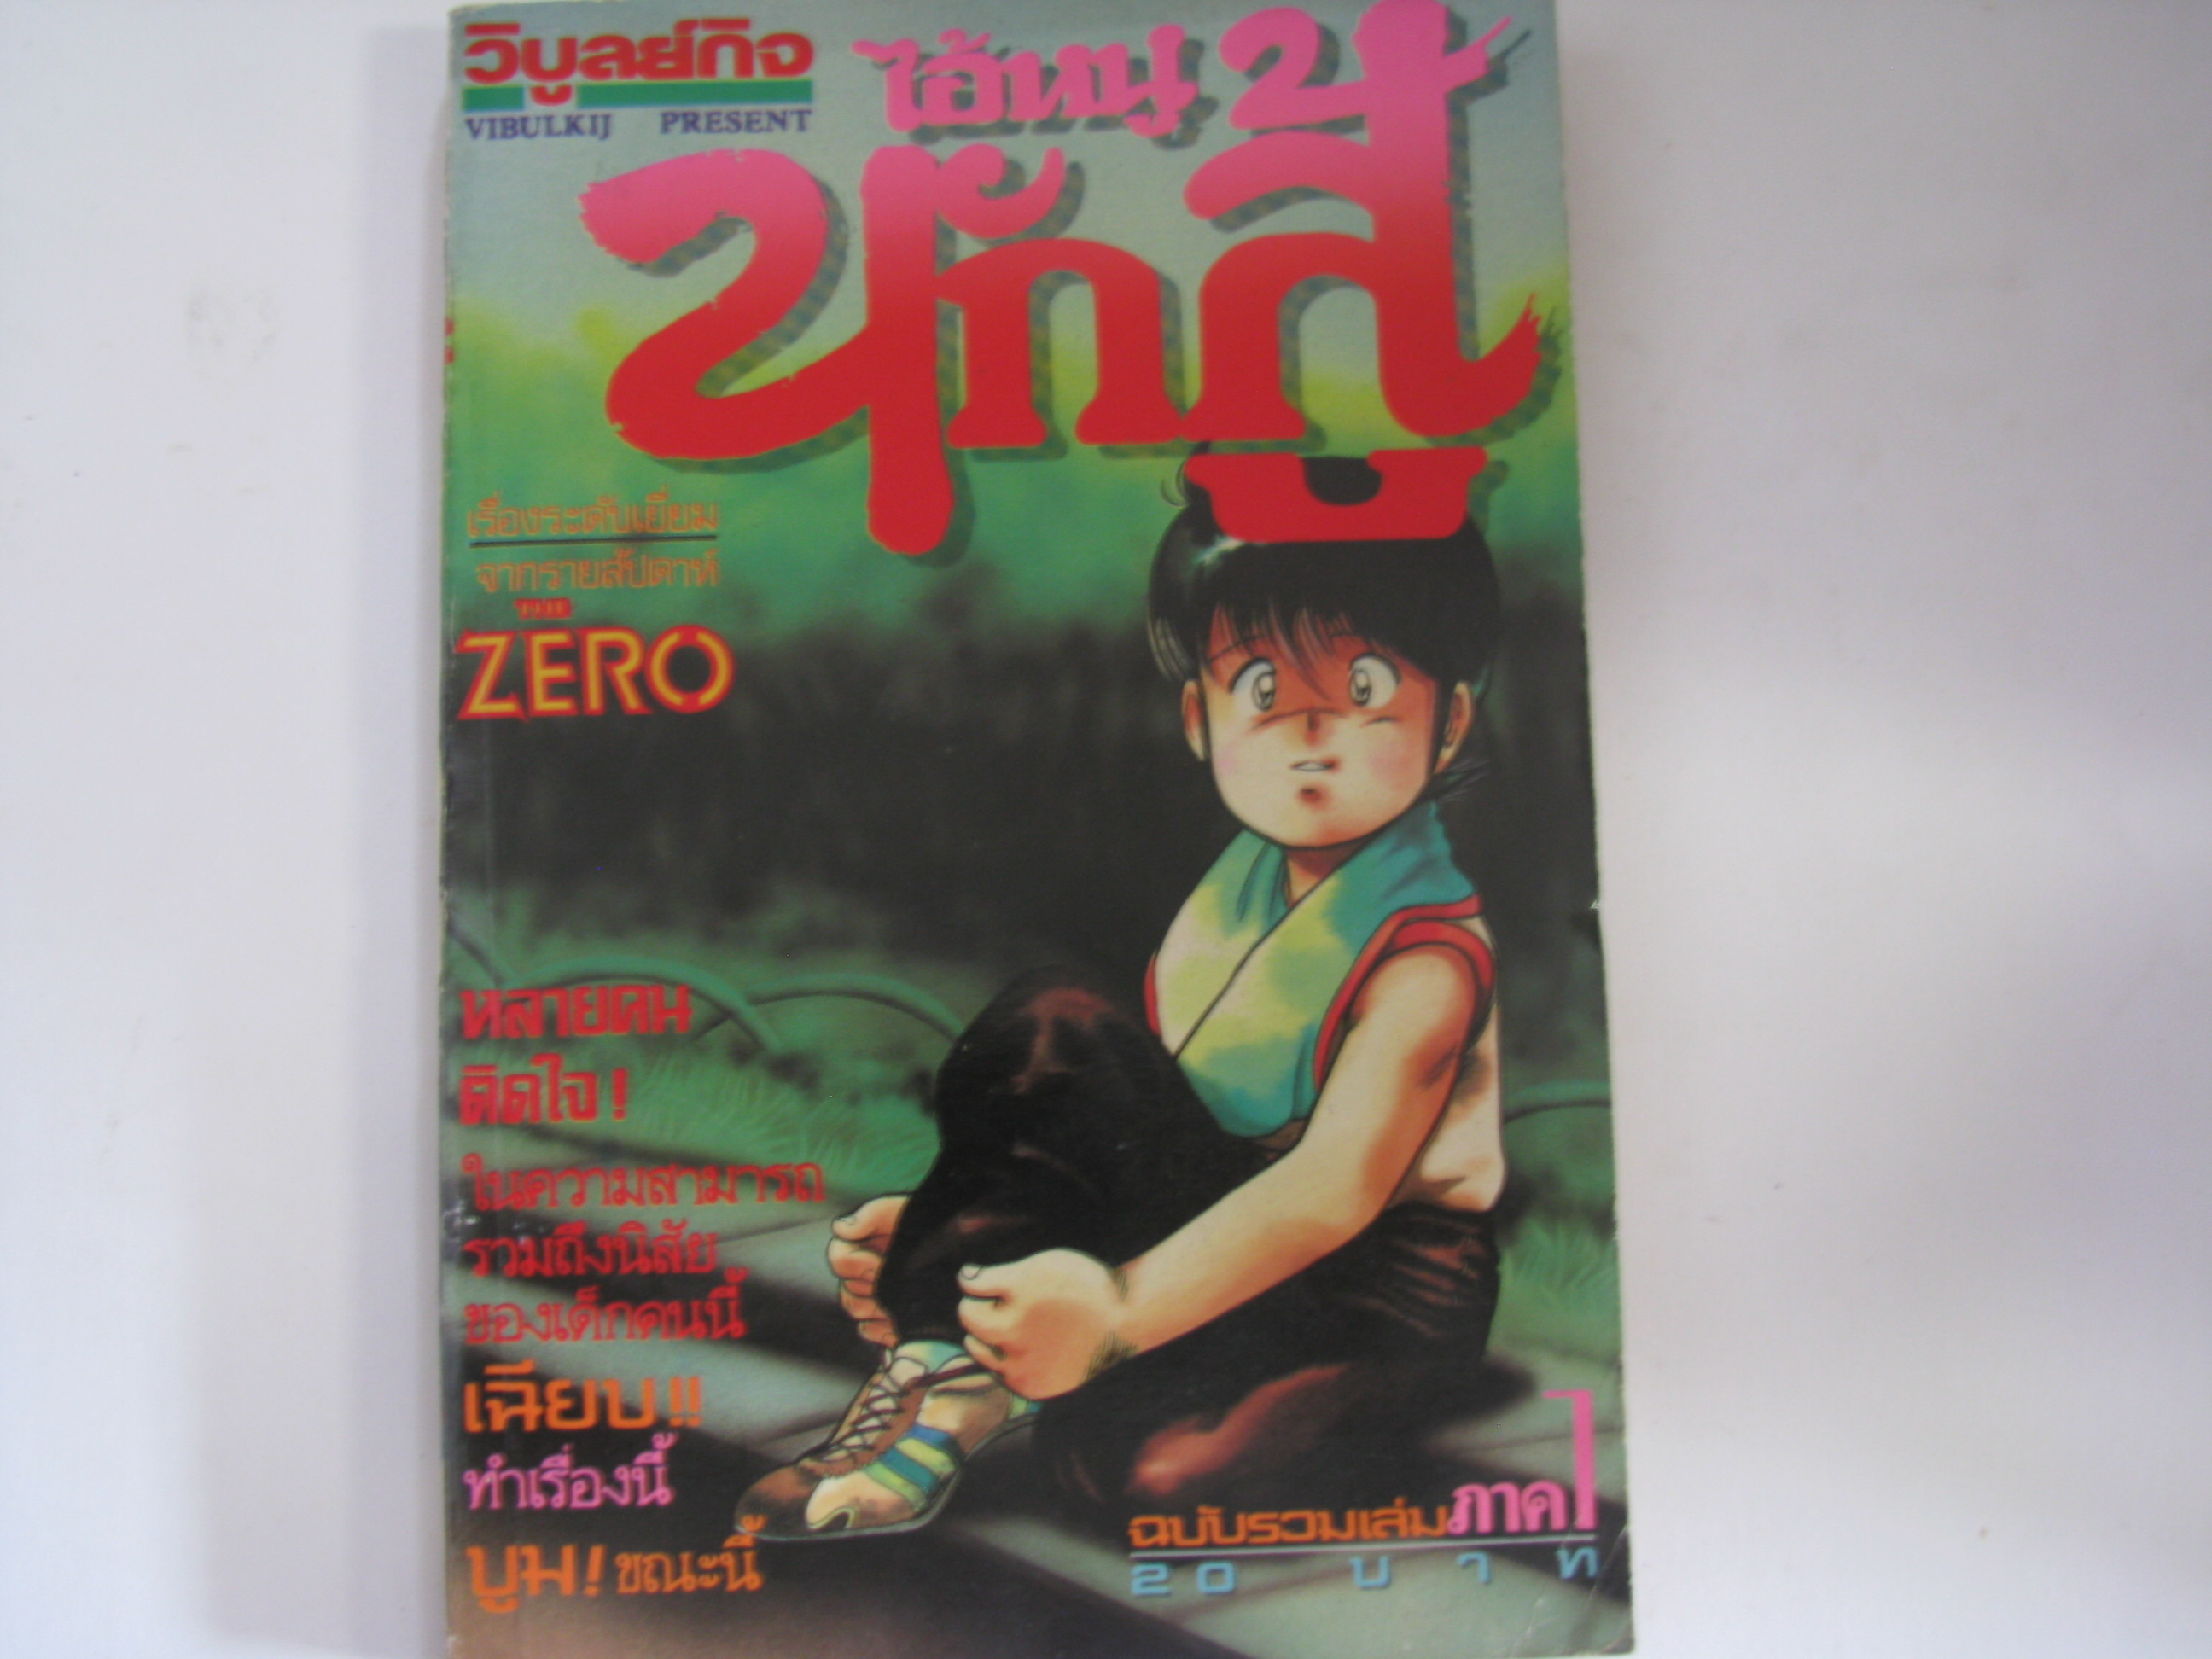 วิบูลย์กิจ
VIBULKIJ PRESENT
ไอ้หนู
นักสู้
เรื่องระดับเยี่ยม
จากรายสัปดาห์
THE
ZERO
หลายคน
ติดใจ!
ในความสามารถ
รวมถึงนิสัย
ของเด็กคนนี้
เฉียบ!!
ทำเรื่องนี้
บูม! ขณะนี้
ฉบับรวมเล่ม ภาค 1
20 บาท